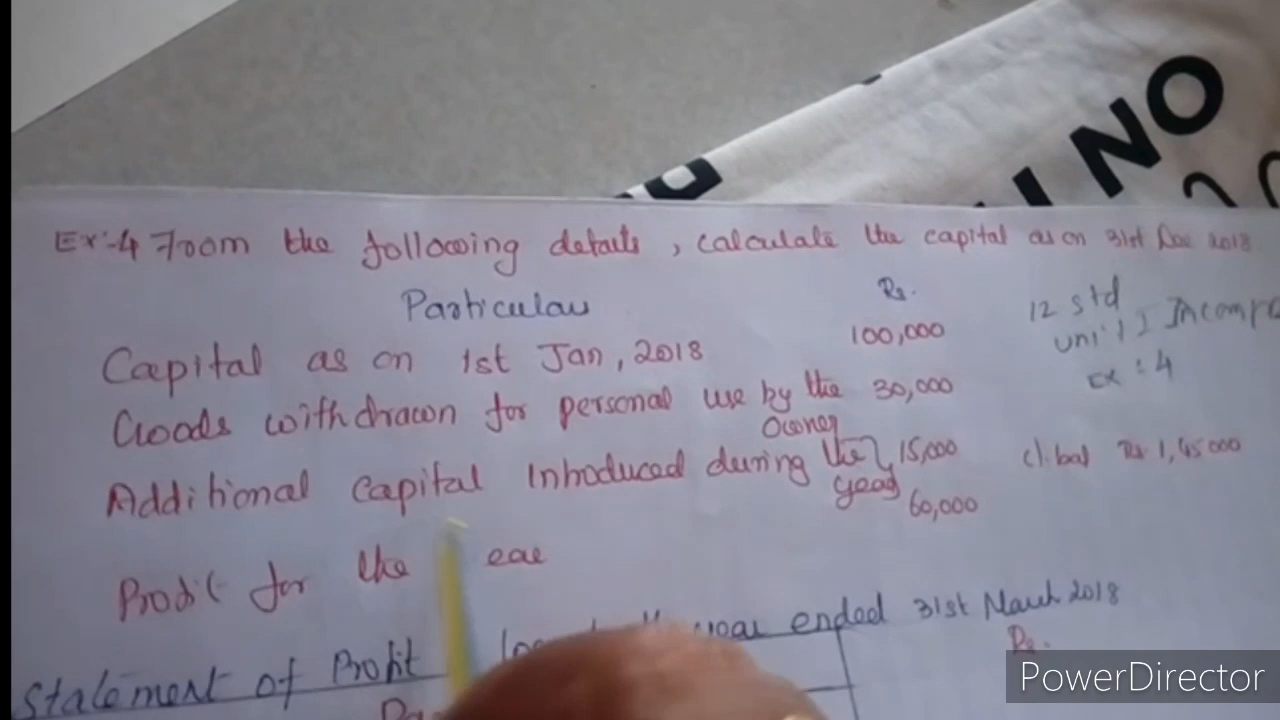 Ex:-4 From the following details, calculate the capital as on 31st Dec 2018
Particulars Rs.
Capital as on 1st Jan, 2018 100,000
Goods withdrawn for personal use by the owner 30,000
Additional capital Introduced during the year 15,000
Profit for the 60,000
12 std
unit I Incomp
Ex: 4
cl. bal Rs 1,45000
Statement of Profit year ended 31st March 2018
Rs.
NO
PowerDirector